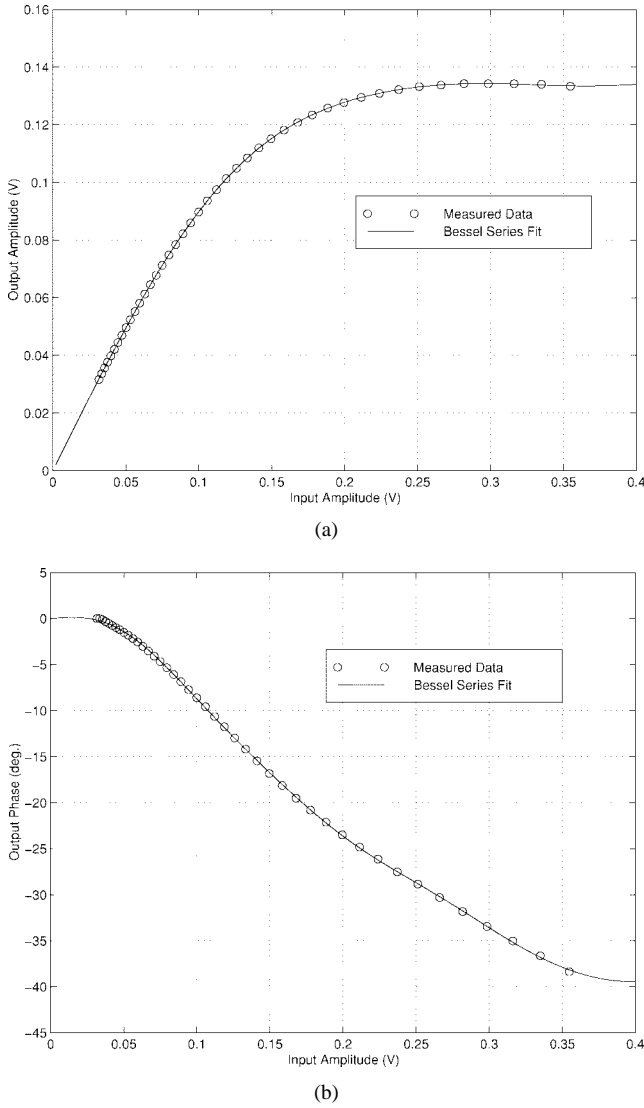 0.16
0.14
0.12
0.1
0.08
0.06
0.04
0.02
0
Output Amplitude (V)
Measured Data
Bessel Series Fit
0 0.05 0.1 0.15 0.2 0.25 0.3 0.35 0.4
Input Amplitude (V)
(a)
5
0
−5
−10
−15
−20
−25
−30
−35
−40
−45
Output Phase (deg.)
Measured Data
Bessel Series Fit
0 0.05 0.1 0.15 0.2 0.25 0.3 0.35 0.4
Input Amplitude (V)
(b)